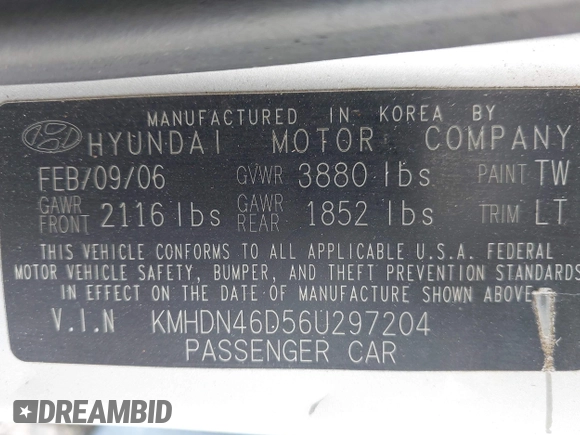 MANUFACTURED IN KOREA BY
HYUNDAI MOTOR COMPANY
FEB/09/06 GVWR 3880 lbs PAINT TW
GAWR FRONT 2116 lbs GAWR REAR 1852 lbs TRIM LT
THIS VEHICLE CONFORMS TO ALL APPLICABLE U.S.A. FEDERAL
MOTOR VEHICLE SAFETY, BUMPER, AND THEFT PREVENTION STANDARDS
IN EFFECT ON THE DATE OF MANUFACTURE SHOWN ABOVE.
V.I.N KMHDN46D56U297204
PASSENGER CAR
DREAMBID